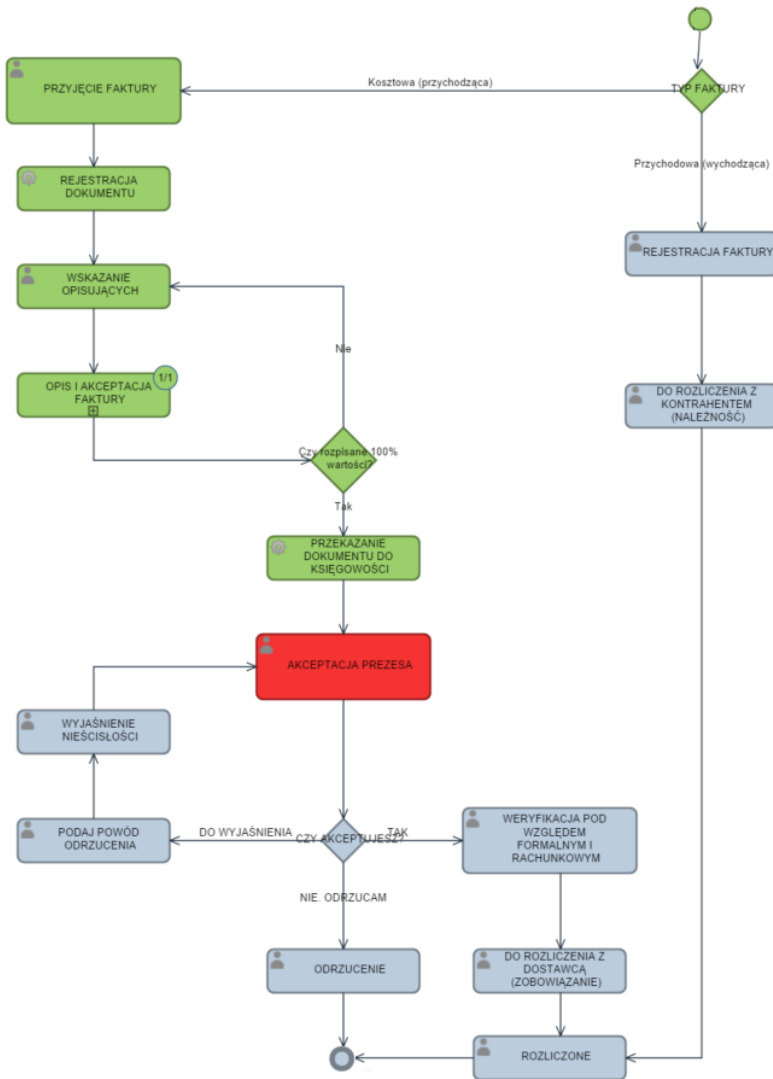 TYP FAKTURY
Kosztowa (przychodząca)
PRZYJĘCIE FAKTURY
Przychodowa (wychodząca)
REJESTRACJA
DOKUMENTU
REJESTRACJA FAKTURY
WSKAZANIE
OPISUJĄCYCH
Nie
1/1
OPIS I AKCEPTACJA
FAKTURY
DO ROZLICZENIA Z
KONTRAHENTEM
(NALEŻNOŚĆ)
Czy rozpisane 100%
wartości?
Tak
PRZEKAZANIE
DOKUMENTU DO
KSIĘGOWOŚCI
AKCEPTACJA PREZESA
WYJAŚNIENIE
NIEŚCISŁOŚCI
PODAJ POWÓD
ODRZUCENIA
DO WYJAŚNIENIA
CZY AKCEPTUJESZ?
TAK
WERYFIKACJA POD
WZGLĘDEM
FORMALNYM I
RACHUNKOWYM
NIE. ODRZUCAM
ODRZUCENIE
DO ROZLICZENIA Z
DOSTAWCĄ
(ZOBOWIĄZANIE)
ROZLICZONE